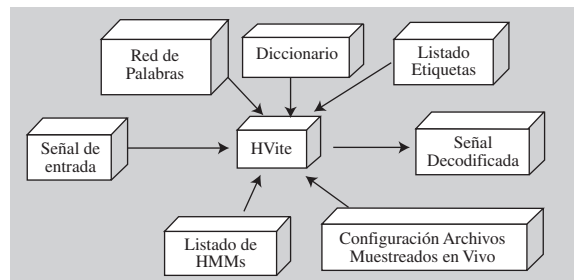 Red de
Palabras
Diccionario
Listado
Etiquetas
Señal de
entrada
HVite
Señal
Decodificada
Listado de
HMMs
Configuración Archivos
Muestreados en Vivo